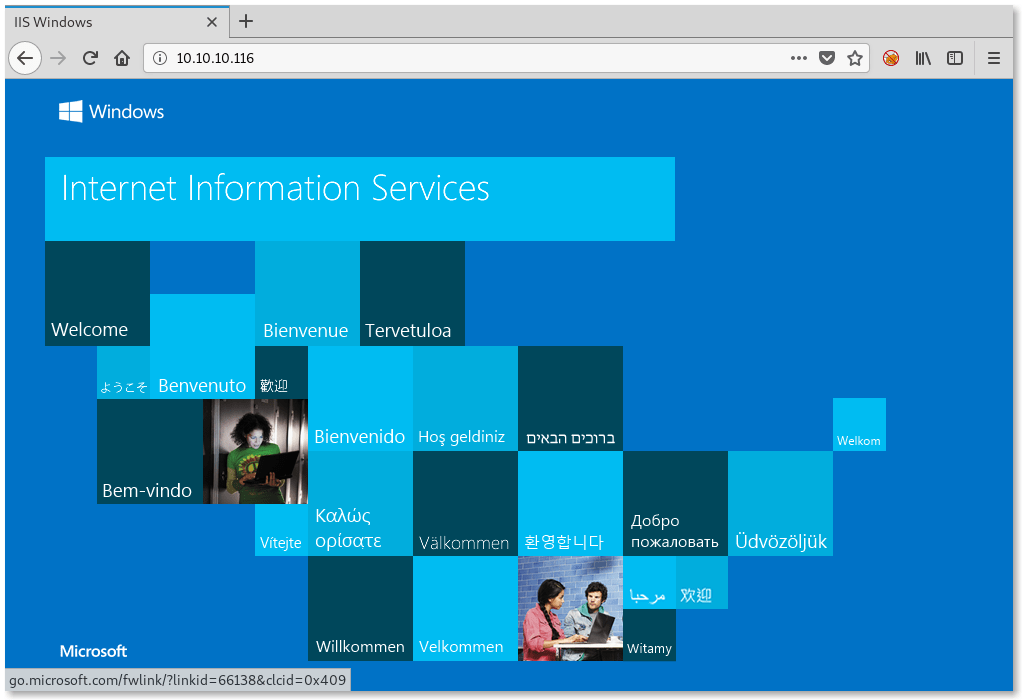 IIS Windows
10.10.10.116
Windows
Internet Information Services
Welcome
Bienvenue
Tervetuloa
ようこそ
Benvenuto
歡迎
Bienvenido
Hoş geldiniz
ברוכים הבאים
Welkom
Bem-vindo
Vítejte
Καλώς
ορίσατε
Välkommen
환영합니다
Добро
пожаловать
Üdvözöljük
Willkommen
Velkommen
مرحبا
欢迎
Witamy
Microsoft
go.microsoft.com/fwlink/?linkid=66138&clcid=0x409